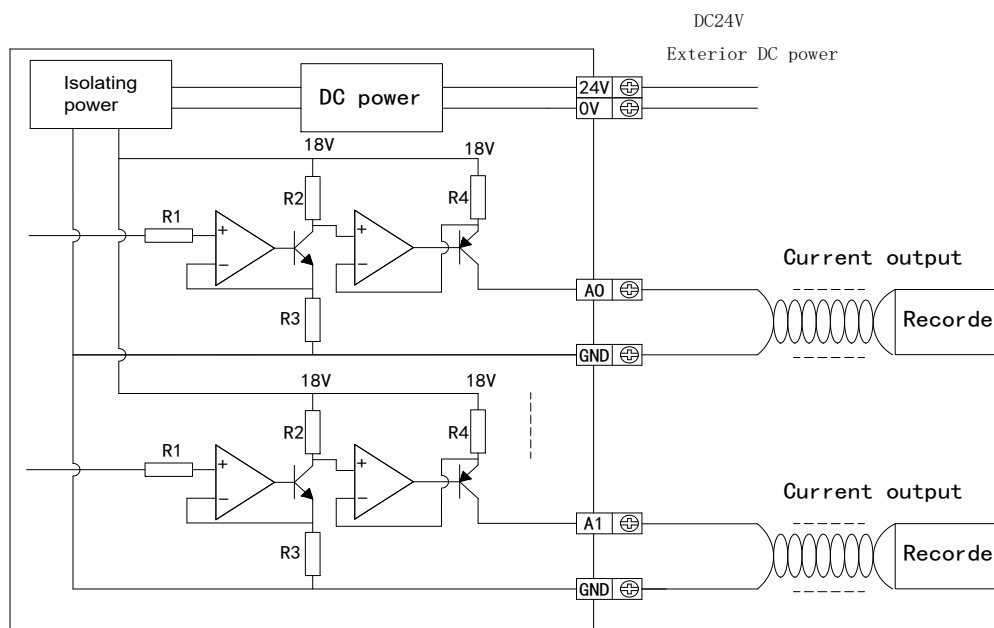 DC24V
Exterior DC power
Isolating
power
DC power
24V
0V
18V
18V
R2
R4
R1
+
+
−
−
Current output
A0
R3
Recorde
GND
18V
18V
R2
R4
R1
+
+
−
−
Current output
A1
R3
Recorde
GND